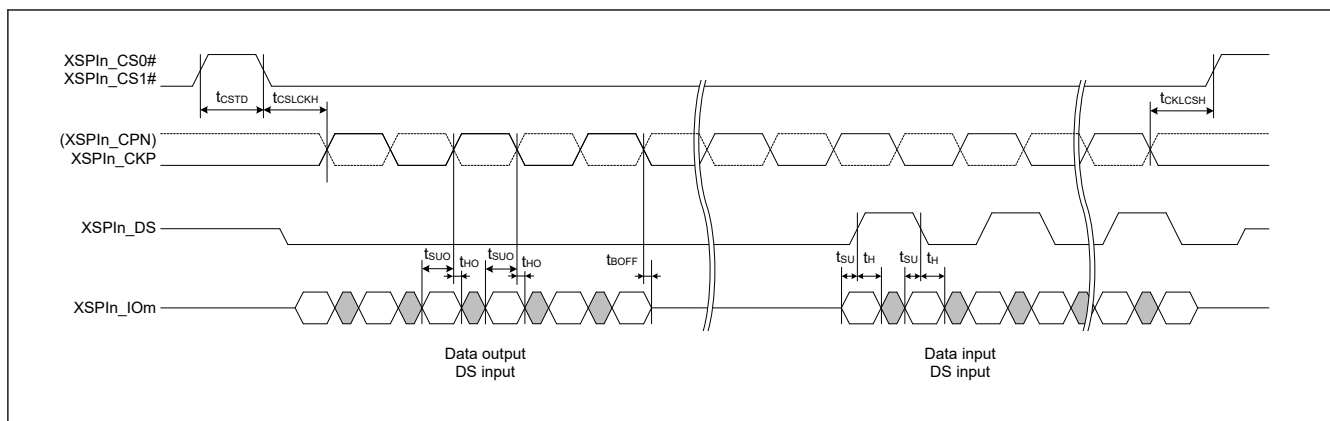 XSPIn_CS0#
XSPIn_CS1#
tCSTD
tCSLCKH
tCKLCSH
(XSPIn_CPN)
XSPIn_CKP
XSPIn_DS
tSUO
tHO
tSUO
tHO
tBOFF
tSU
tH
tSU
tH
XSPIn_IOm
Data output
DS input
Data input
DS input